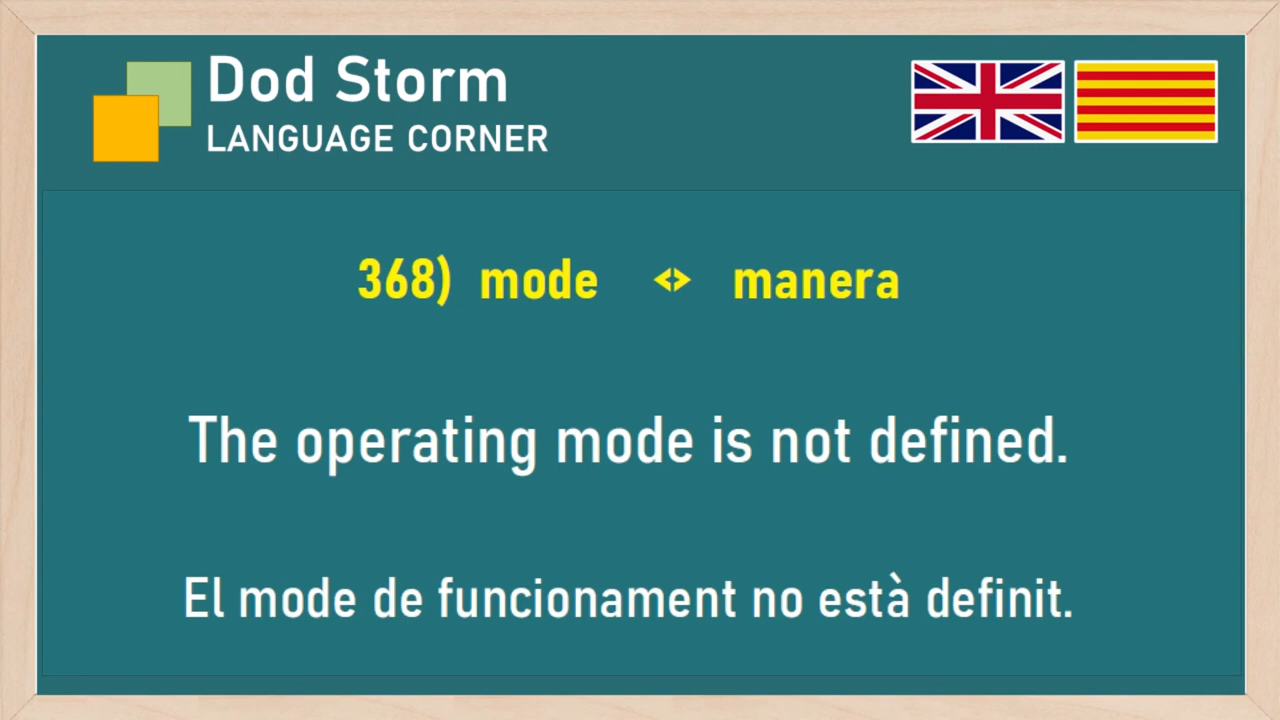 Dod Storm
LANGUAGE CORNER
368) mode <> manera
The operating mode is not defined.
El mode de funcionament no està definit.